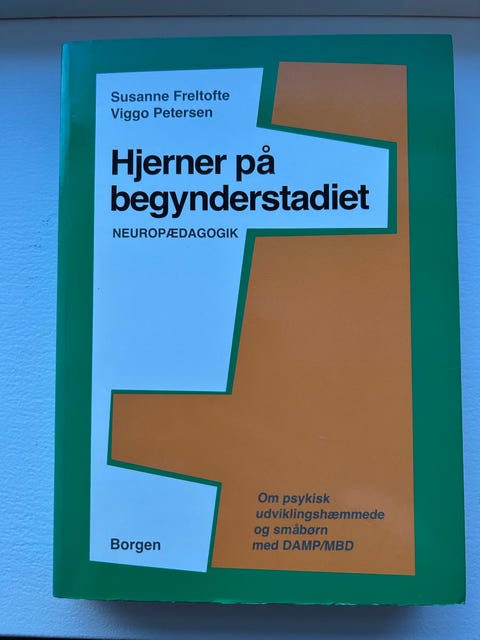 Susanne Freltofte
Viggo Petersen
Hjerner på
begynderstadiet
NEUROPÆDAGOGIK
Om psykisk
udviklingshæmmede
og småbørn
med DAMP/MBD
Borgen